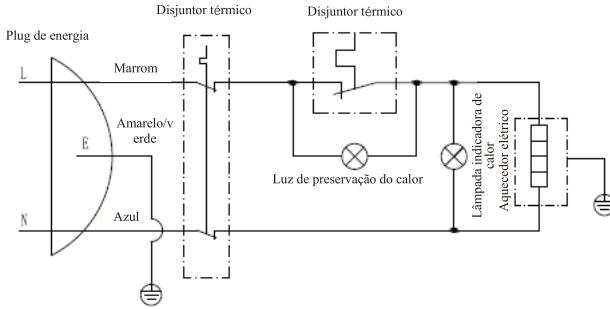 Disjuntor térmico
Disjuntor térmico
Plug de energia
L
Marrom
Amarelo/v
erde
E
Luz de preservação do calor
Lâmpada indicadora de
calor
Aquecedor elétrico
N
Azul